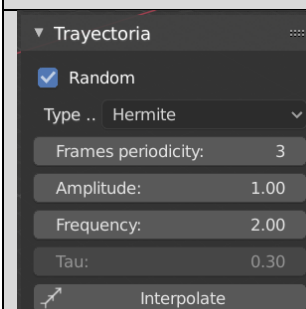 Trayectoria
Random
Type .. Hermite
Frames periodicity: 3
Amplitude: 1.00
Frequency: 2.00
Tau: 0.30
Interpolate